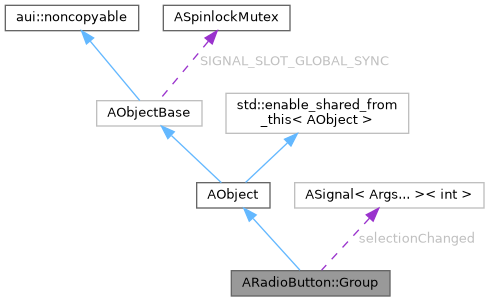 aui::noncopyable
ASpinlockMutex
SIGNAL_SLOT_GLOBAL_SYNC
AObjectBase
std::enable_shared_from
_this< AObject >
AObject
ASignal< Args... >< int >
selectionChanged
ARadioButton::Group